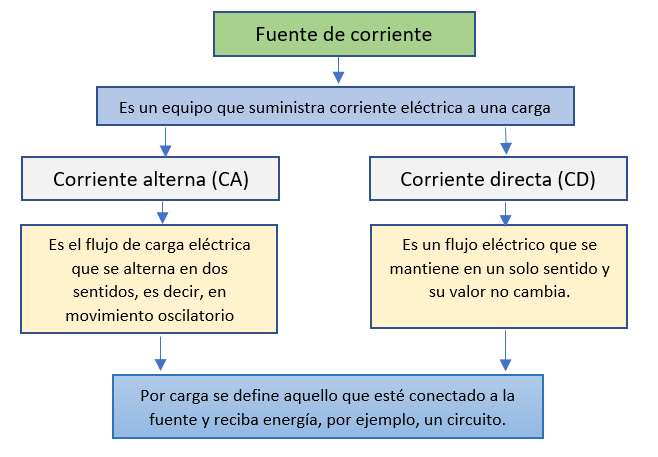 Fuente de corriente
Es un equipo que suministra corriente eléctrica a una carga
Corriente alterna (CA)
Es el flujo de carga eléctrica
que se alterna en dos
sentidos, es decir, en
movimiento oscilatorio
Corriente directa (CD)
Es un flujo eléctrico que se
mantiene en un solo sentido y
su valor no cambia.
Por carga se define aquello que esté conectado a la
fuente y reciba energía, por ejemplo, un circuito.